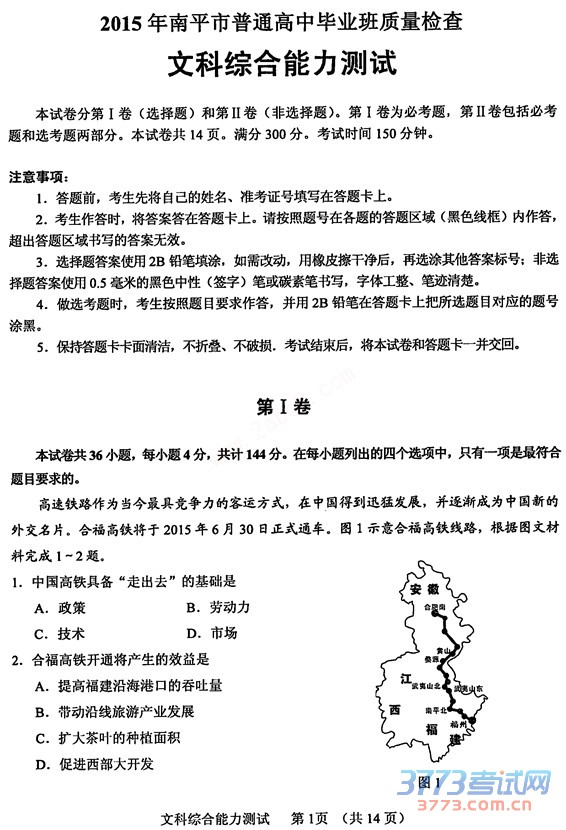 2015年南平市普通高中毕业班质量检查
文科综合能力测试
本试卷分第Ⅰ卷（选择题）和第Ⅱ卷（非选择题）。第Ⅰ卷为必考题，第Ⅱ卷包括必考
题和选考题两部分。本试卷共14页。满分300分。考试时间150分钟。
注意事项：
1．答题前，考生先将自己的姓名、准考证号填写在答题卡上。
2．考生作答时，将答案答在答题卡上。请按照题号在各题的答题区域（黑色线框）内作答，
超出答题区域书写的答案无效。
3．选择题答案使用2B铅笔填涂，如需改动，用橡皮擦干净后，再选涂其他答案标号；非选
择题答案使用0.5毫米的黑色中性（签字）笔或碳素笔书写，字体工整、笔迹清楚。
4．做选考题时，考生按照题目要求作答，并用2B铅笔在答题卡上把所选题目对应的题号
涂黑。
5．保持答题卡卡面清洁，不折叠、不破损．考试结束后，将本试卷和答题卡一并交回。
第Ⅰ卷
本试卷共36小题，每小题4分，共计144分。在每小题列出的四个选项中，只有一项是最符合
题目要求的。
高速铁路作为当今最具竞争力的客运方式，在中国得到迅猛发展，并逐渐成为中国新的
外交名片。合福高铁将于2015年6月30日正式通车。图1示意合福高铁线路，根据图文材
料完成1~2题。
1．中国高铁具备“走出去”的基础是
A．政策 B．劳动力
C．技术 D．市场
2．合福高铁开通将产生的效益是
A．提高福建沿海港口的吞吐量
B．带动沿线旅游产业发展
C．扩大茶叶的种植面积
D．促进西部大开发
安徽
合肥南
黄山
婺源
江
武夷山北 武夷山东
西
南平北
福州
福
建
图1
3773考试网
3773.com.cn
文科综合能力测试 第1页 （共14页）